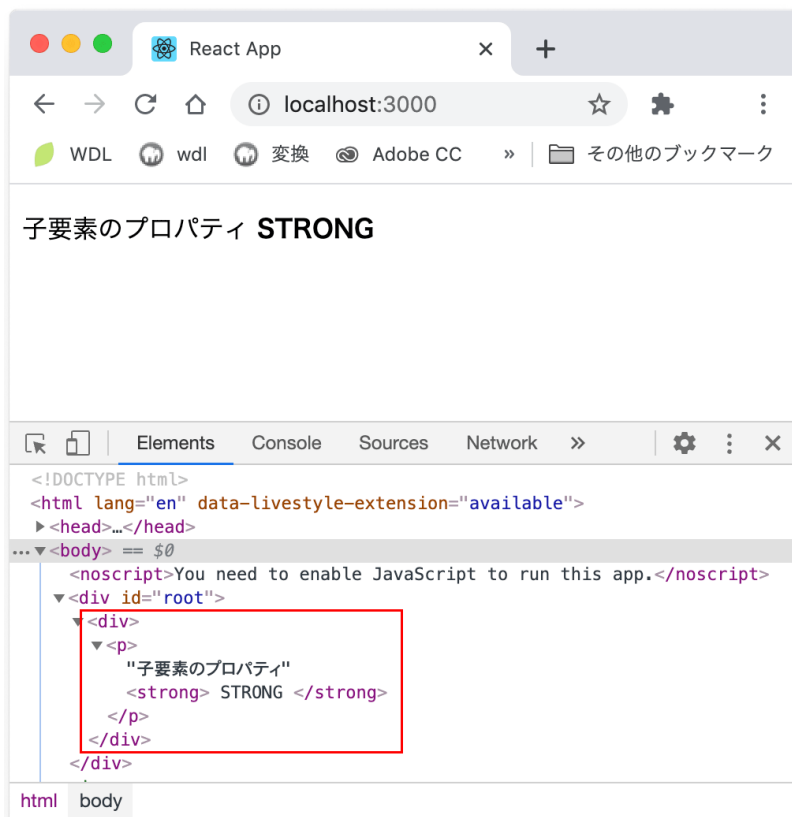 React App
localhost:3000
WDL wdl 変換 Adobe CC » その他のブックマーク
子要素のプロパティ STRONG
Elements Console Sources Network »
<!DOCTYPE html>
<html lang="en" data-livestyle-extension="available">
<head>…</head>
<body> == $0
<noscript>You need to enable JavaScript to run this app.</noscript>
<div id="root">
<div>
<p>
"子要素のプロパティ"
<strong> STRONG </strong>
</p>
</div>
</div>
html body